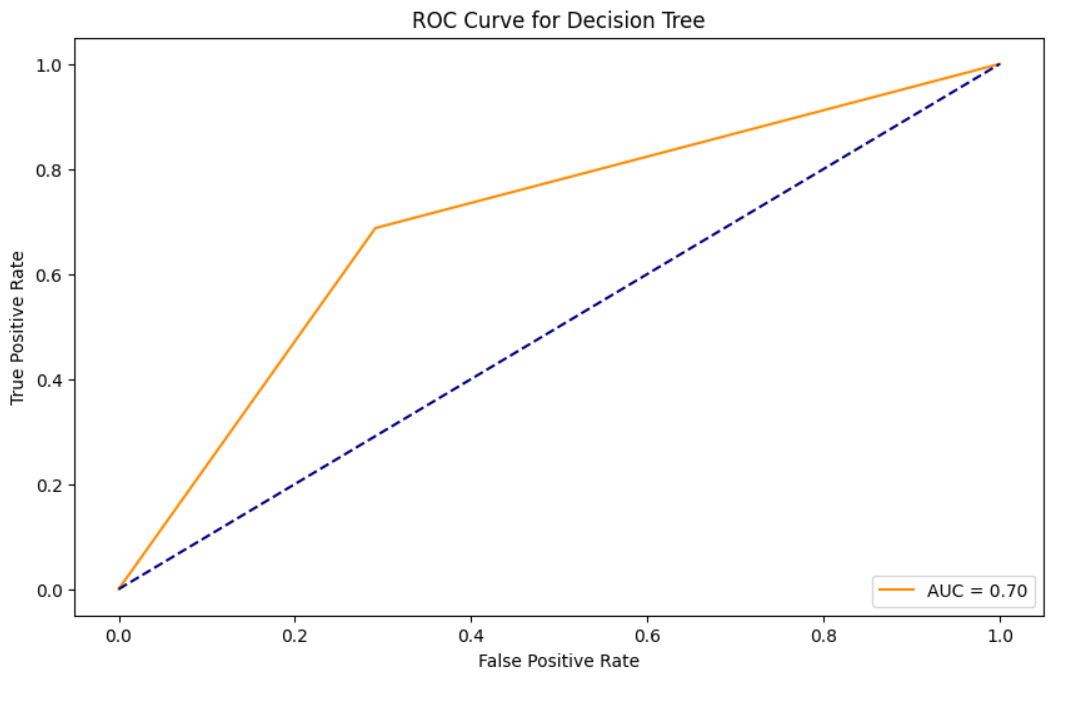 ROC Curve for Decision Tree
1.0
0.8
0.6
0.4
0.2
0.0
True Positive Rate
AUC = 0.70
0.0 0.2 0.4 0.6 0.8 1.0
False Positive Rate